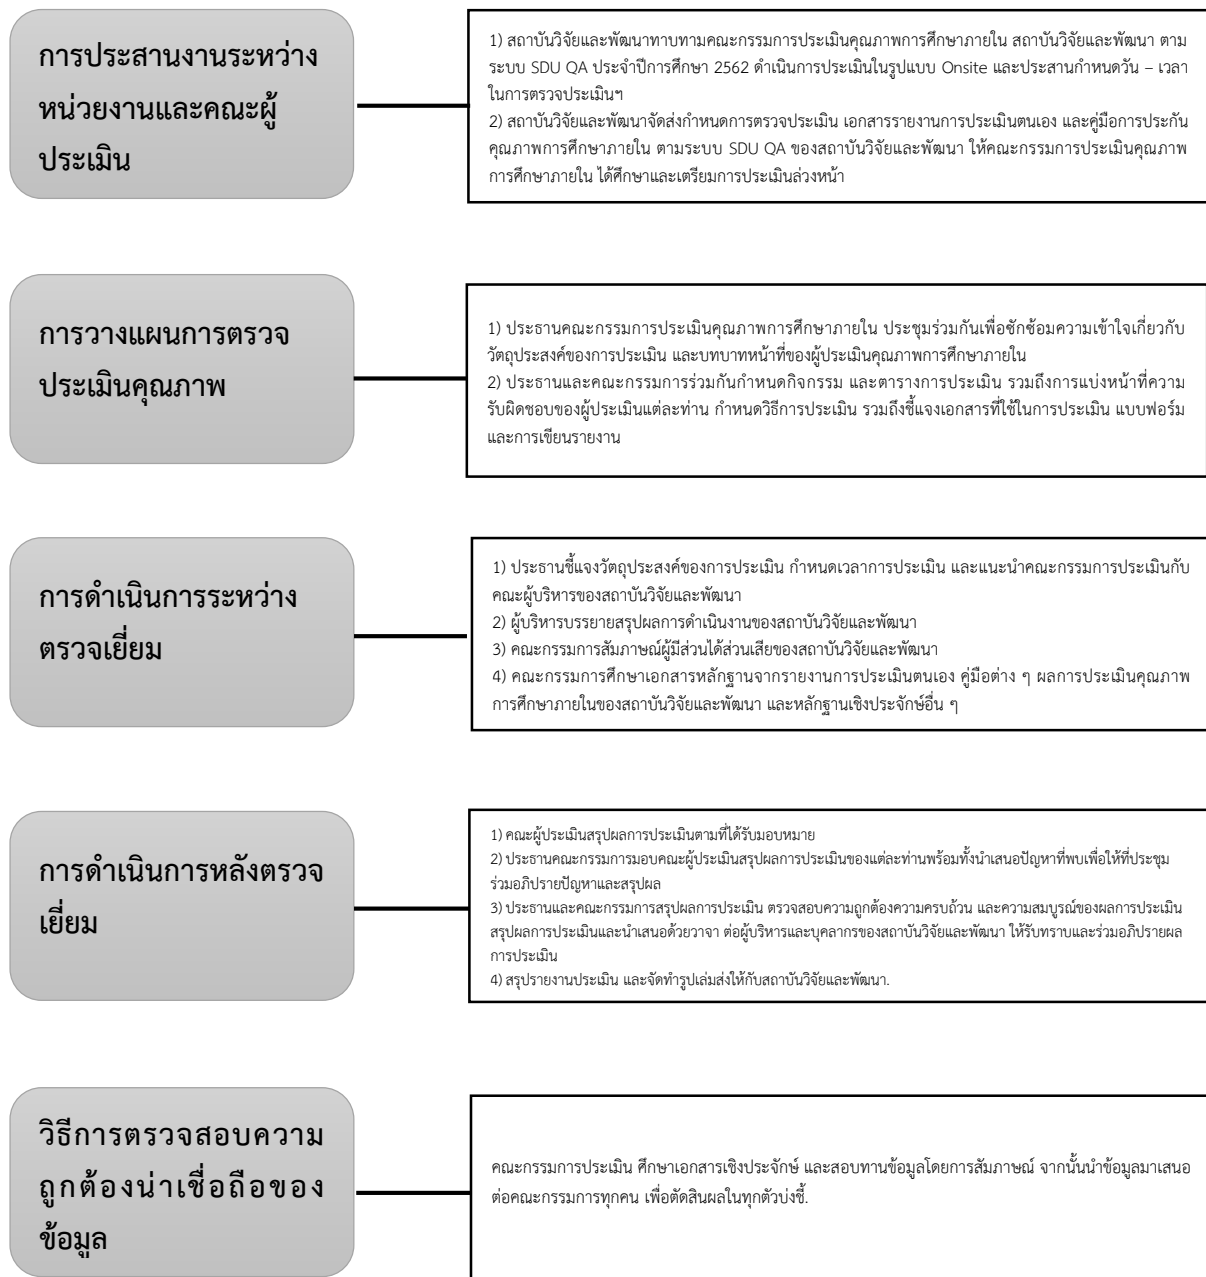 การประสานงานระหว่าง
หน่วยงานและคณะผู้
ประเมิน
1) สถาบันวิจัยและพัฒนาทาบทามคณะกรรมการประเมินคุณภาพการศึกษาภายใน สถาบันวิจัยและพัฒนา ตาม
ระบบ SDU QA ประจำปีการศึกษา 2562 ดำเนินการประเมินในรูปแบบ Onsite และประสานกำหนดวัน – เวลา
ในการตรวจประเมินฯ
2) สถาบันวิจัยและพัฒนาจัดส่งกำหนดการตรวจประเมิน เอกสารรายงานการประเมินตนเอง และคู่มือการประกัน
คุณภาพการศึกษาภายใน ตามระบบ SDU QA ของสถาบันวิจัยและพัฒนา ให้คณะกรรมการประเมินคุณภาพ
การศึกษาภายใน ได้ศึกษาและเตรียมการประเมินล่วงหน้า
การวางแผนการตรวจ
ประเมินคุณภาพ
1) ประธานคณะกรรมการประเมินคุณภาพการศึกษาภายใน ประชุมร่วมกันเพื่อซักซ้อมความเข้าใจเกี่ยวกับ
วัตถุประสงค์ของการประเมิน และบทบาทหน้าที่ของผู้ประเมินคุณภาพการศึกษาภายใน
2) ประธานและคณะกรรมการร่วมกันกำหนดกิจกรรม และตารางการประเมิน รวมถึงการแบ่งหน้าที่ความ
รับผิดชอบของผู้ประเมินแต่ละท่าน กำหนดวิธีการประเมิน รวมถึงชี้แจงเอกสารที่ใช้ในการประเมิน แบบฟอร์ม
และการเขียนรายงาน
การดำเนินการระหว่าง
ตรวจเยี่ยม
1) ประธานชี้แจงวัตถุประสงค์ของการประเมิน กำหนดเวลาการประเมิน และแนะนำคณะกรรมการประเมินกับ
คณะผู้บริหารของสถาบันวิจัยและพัฒนา
2) ผู้บริหารบรรยายสรุปผลการดำเนินงานของสถาบันวิจัยและพัฒนา
3) คณะกรรมการสัมภาษณ์ผู้มีส่วนได้ส่วนเสียของสถาบันวิจัยและพัฒนา
4) คณะกรรมการศึกษาเอกสารหลักฐานจากรายงานการประเมินตนเอง คู่มือต่าง ๆ ผลการประเมินคุณภาพ
การศึกษาภายในของสถาบันวิจัยและพัฒนา และหลักฐานเชิงประจักษ์อื่น ๆ
การดำเนินการหลังตรวจ
เยี่ยม
1) คณะผู้ประเมินสรุปผลการประเมินตามที่ได้รับมอบหมาย
2) ประธานคณะกรรมการมอบคณะผู้ประเมินสรุปผลการประเมินของแต่ละท่านพร้อมทั้งนำเสนอปัญหาที่พบเพื่อให้ที่ประชุม
ร่วมอภิปรายปัญหาและสรุปผล
3) ประธานและคณะกรรมการสรุปผลการประเมิน ตรวจสอบความถูกต้องความครบถ้วน และความสมบูรณ์ของผลการประเมิน
สรุปผลการประเมินและนำเสนอด้วยวาจา ต่อผู้บริหารและบุคลากรของสถาบันวิจัยและพัฒนา ให้รับทราบและร่วมอภิปรายผล
การประเมิน
4) สรุปรายงานประเมิน และจัดทำรูปเล่มส่งให้กับสถาบันวิจัยและพัฒนา.
วิธีการตรวจสอบความ
ถูกต้องน่าเชื่อถือของ
ข้อมูล
คณะกรรมการประเมิน ศึกษาเอกสารเชิงประจักษ์ และสอบทานข้อมูลโดยการสัมภาษณ์ จากนั้นนำข้อมูลมาเสนอ
ต่อคณะกรรมการทุกคน เพื่อตัดสินผลในทุกตัวบ่งชี้.